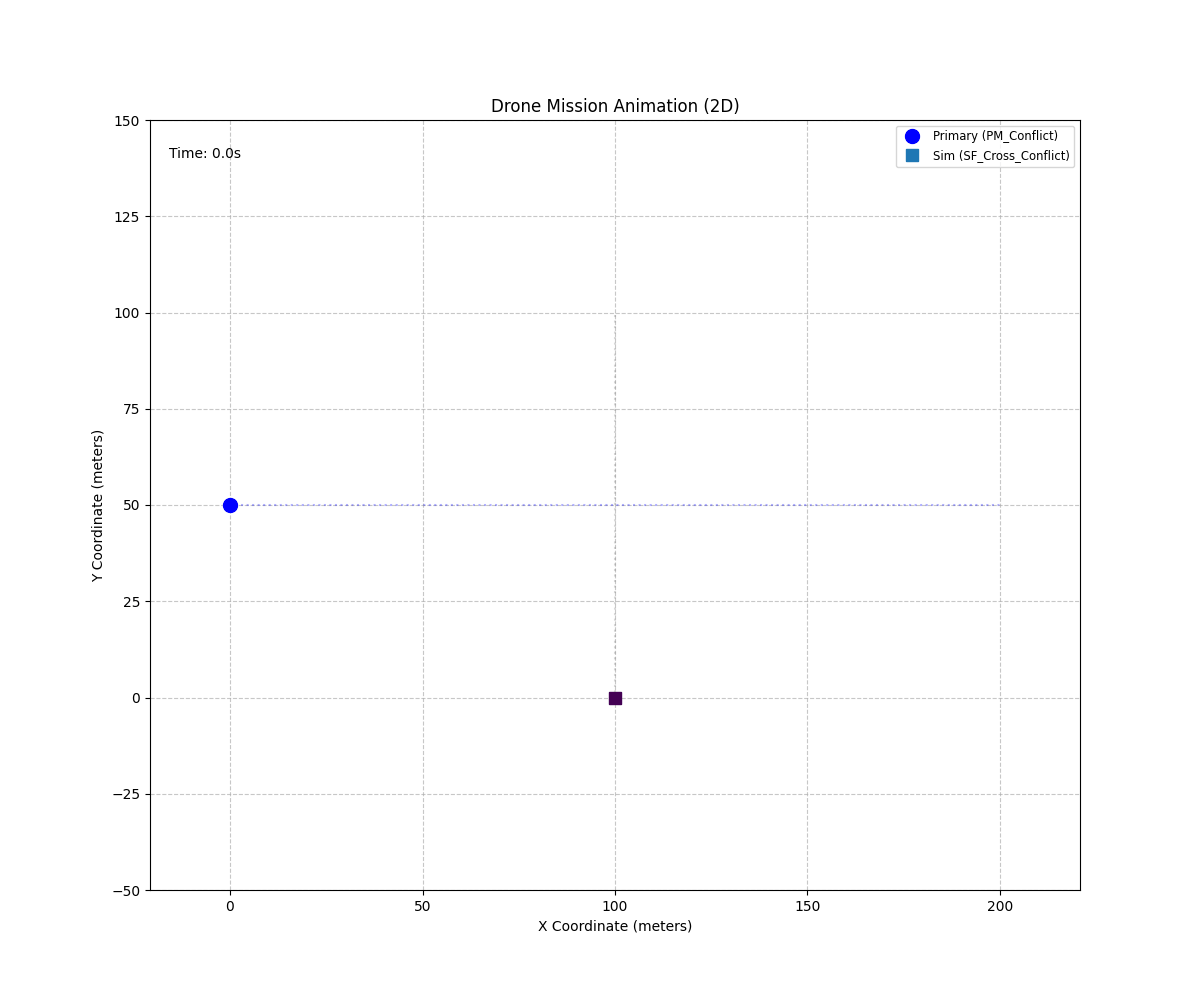 Drone Mission Animation (2D)
Time: 0.0s
Primary (PM_Conflict)
Sim (SF_Cross_Conflict)
150
125
100
75
50
25
0
−25
−50
Y Coordinate (meters)
0 50 100 150 200
X Coordinate (meters)